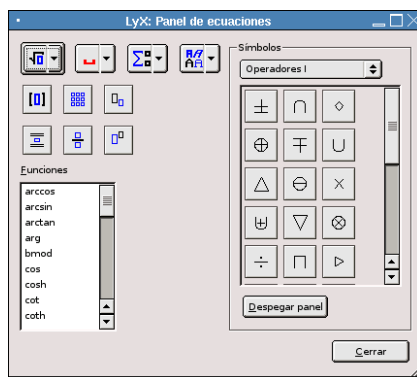 LyX: Panel de ecuaciones
Símbolos
Operadores I
Funciones
arccos
arcsin
arctan
arg
bmod
cos
cosh
cot
coth
Despegar panel
Cerrar